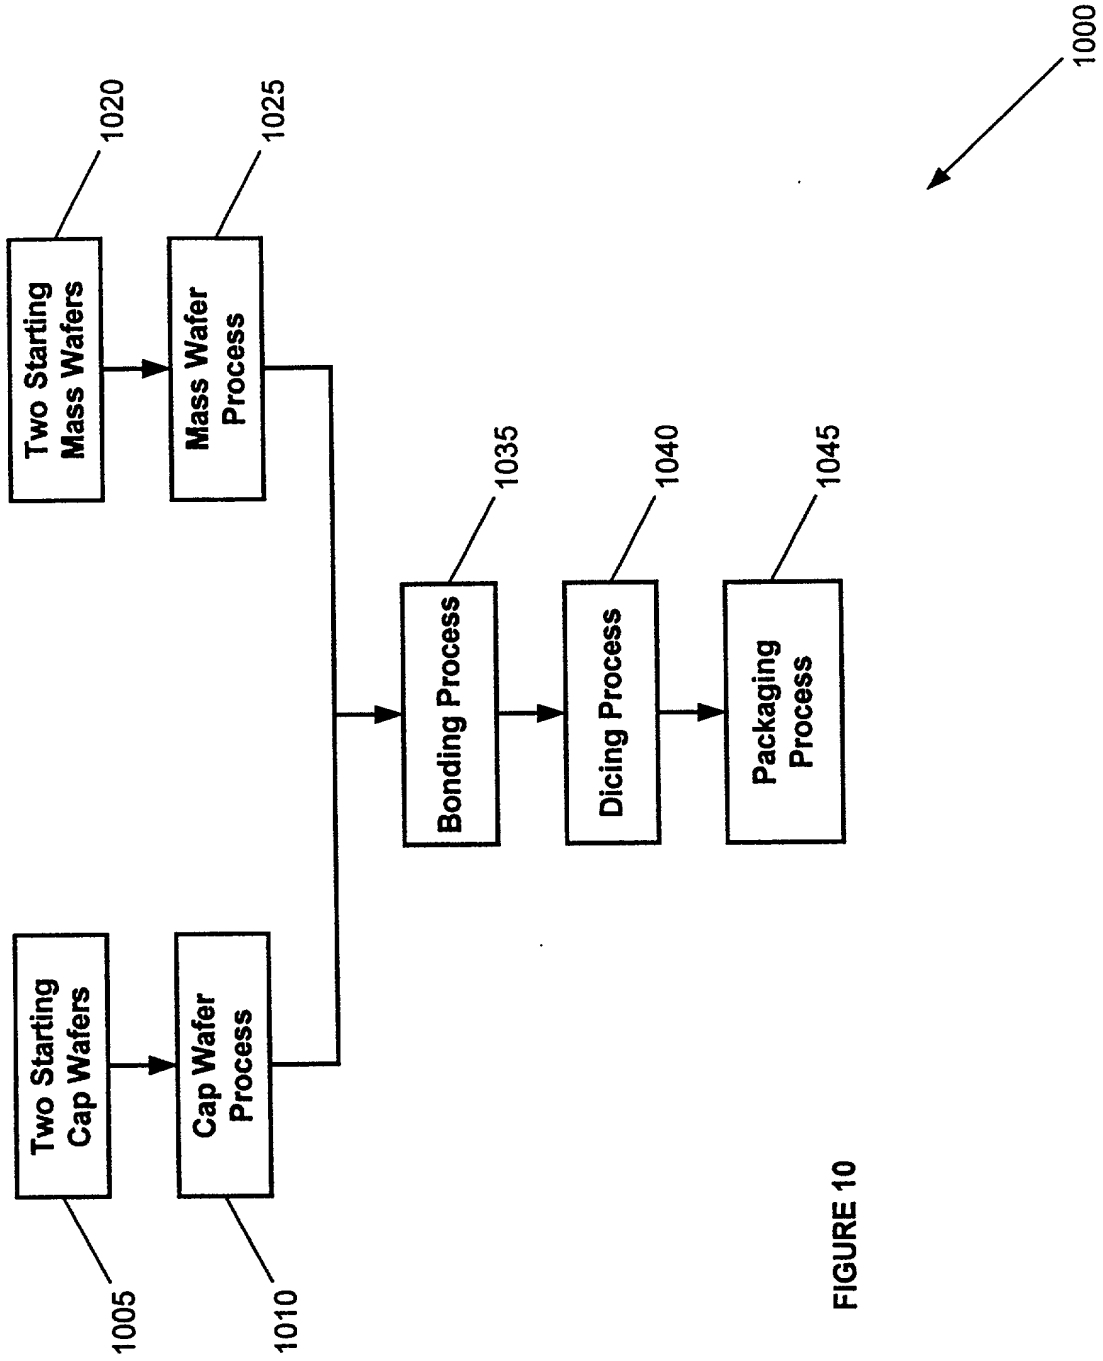 1005
Two Starting
Cap Wafers
1020
Two Starting
Mass Wafers
1010
Cap Wafer
Process
1025
Mass Wafer
Process
1035
Bonding Process
1040
Dicing Process
1045
Packaging
Process
FIGURE 10
1000